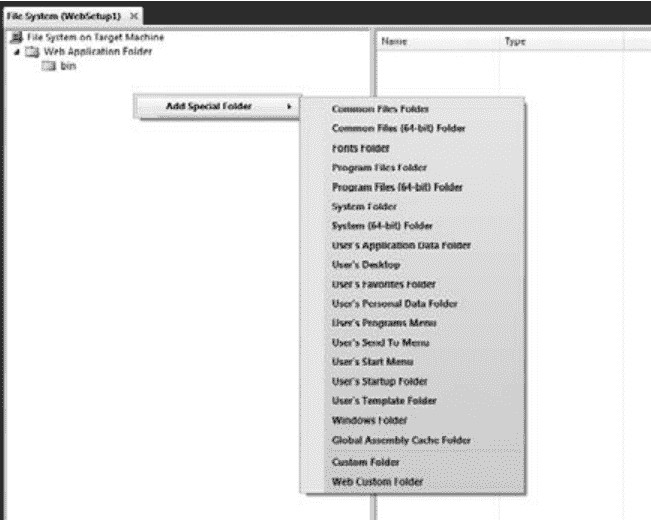 File System (WebSetup1) ×
File System on Target Machine
Web Application Folder
bin
Name Type
Add Special Folder
Common Files Folder
Common Files (64-bit) Folder
Fonts Folder
Program Files Folder
Program Files (64-bit) Folder
System Folder
System (64-bit) Folder
User's Application Data Folder
User's Desktop
User's Favorites Folder
User's Personal Data Folder
User's Programs Menu
User's Send To Menu
User's Start Menu
User's Startup Folder
User's Template Folder
Windows Folder
Global Assembly Cache Folder
Custom Folder
Web Custom Folder